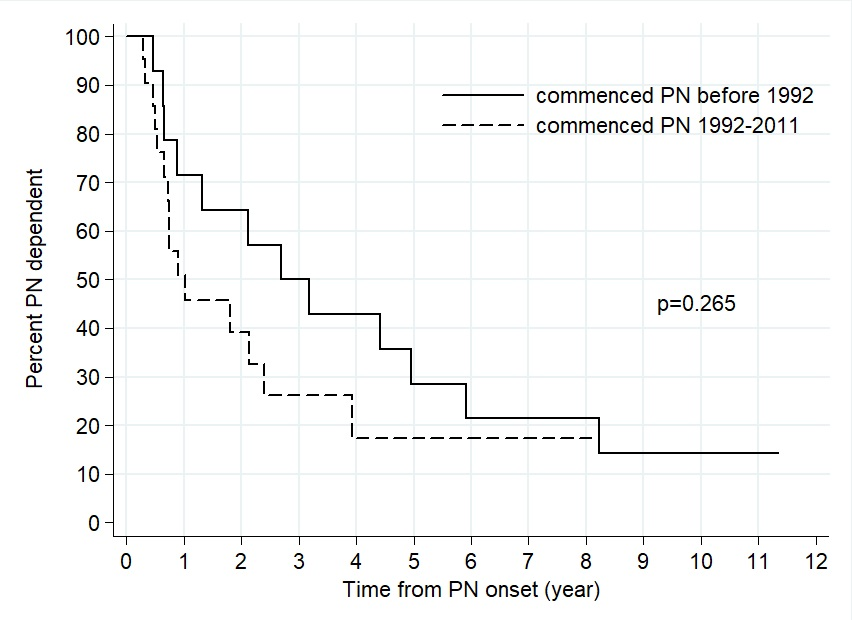 100
90
80
70
60
50
40
30
20
10
0
Percent PN dependent
commenced PN before 1992
commenced PN 1992-2011
p=0.265
0 1 2 3 4 5 6 7 8 9 10 11 12
Time from PN onset (year)